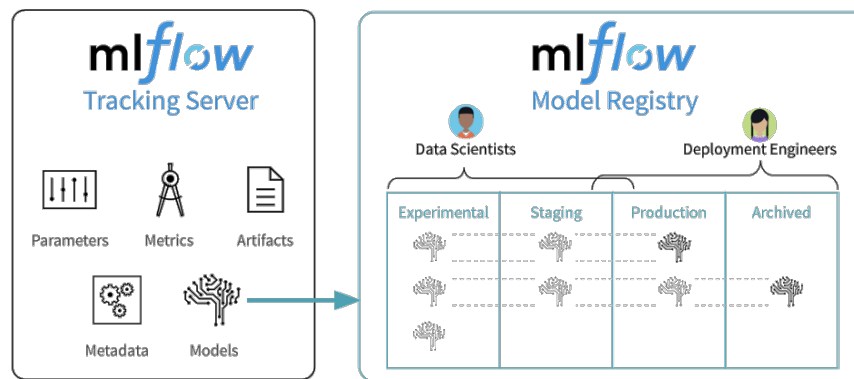 mlflow
Tracking Server
Parameters
Metrics
Artifacts
Metadata
Models
mlflow
Model Registry
Data Scientists
Deployment Engineers
Experimental
Staging
Production
Archived